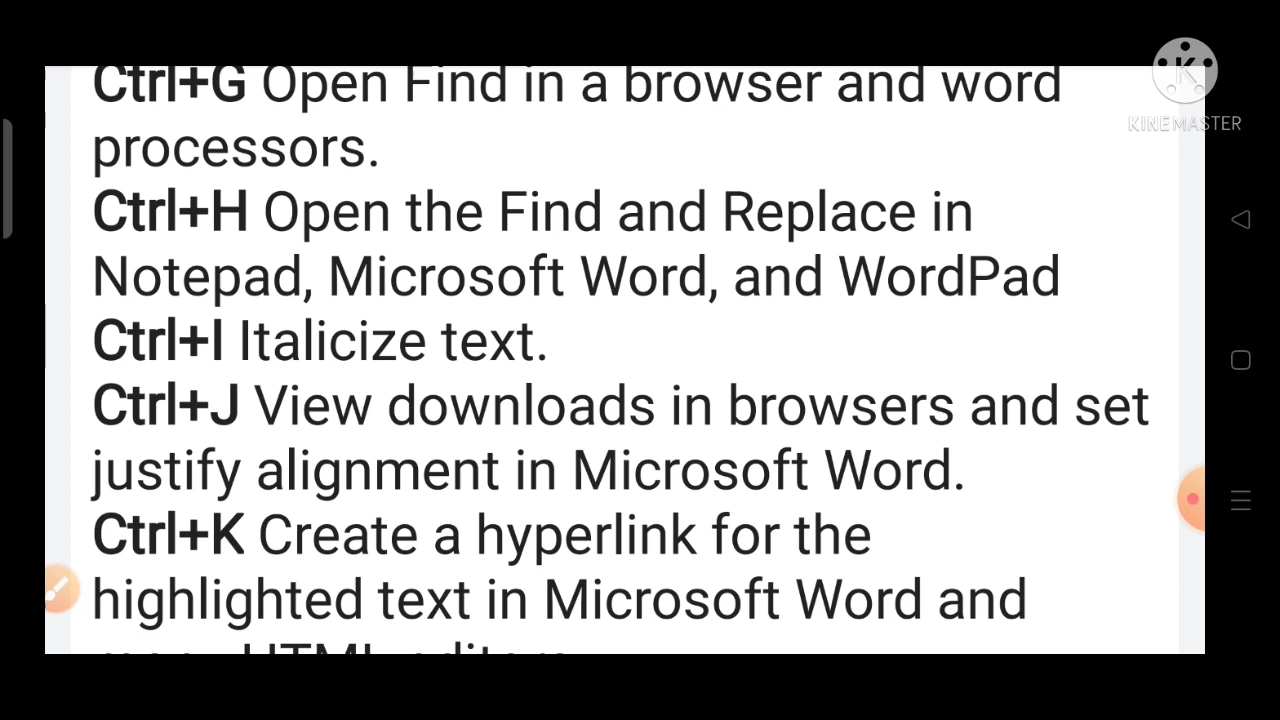 Ctrl+G Open Find in a browser and word
processors.
Ctrl+H Open the Find and Replace in
Notepad, Microsoft Word, and WordPad
Ctrl+I Italicize text.
Ctrl+J View downloads in browsers and set
justify alignment in Microsoft Word.
Ctrl+K Create a hyperlink for the
highlighted text in Microsoft Word and
HTML
K
KINEMASTER